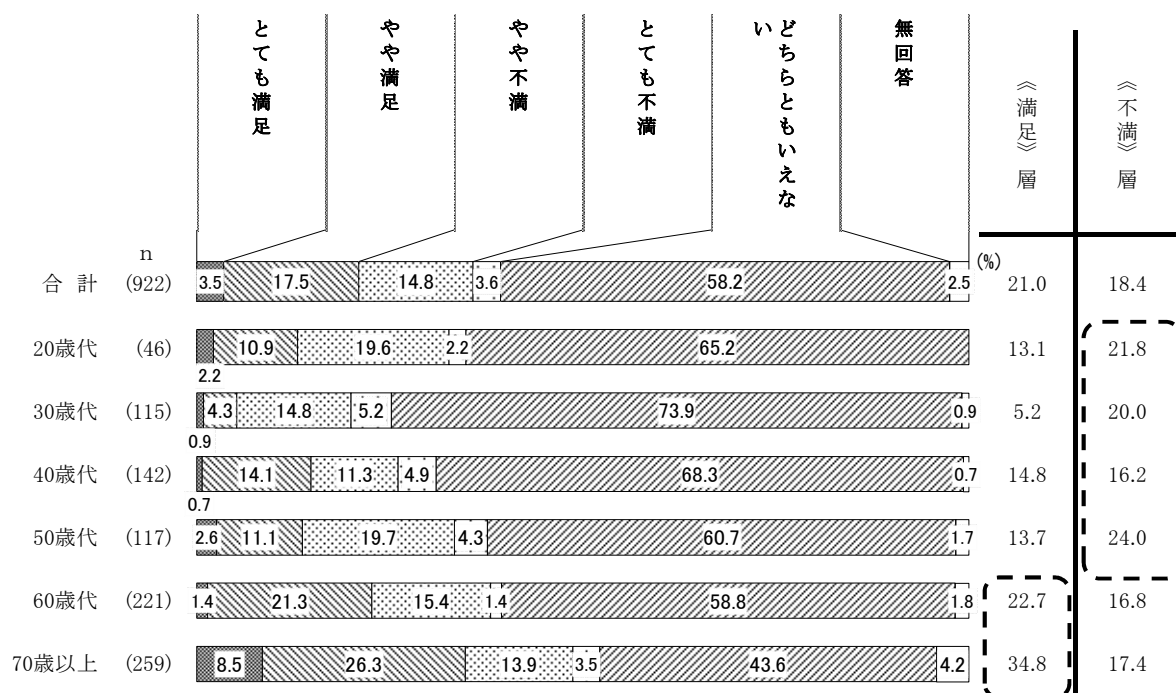 とても満足
やや満足
やや不満
とても不満
どちらともいえない
無回答
《満足》層
《不満》層
n
(%)
合 計 (922) 3.5 17.5 14.8 3.6 58.2 2.5 21.0 18.4
20歳代 (46) 2.2 10.9 19.6 2.2 65.2 13.1 21.8
30歳代 (115) 0.9 4.3 14.8 5.2 73.9 0.9 5.2 20.0
40歳代 (142) 0.7 14.1 11.3 4.9 68.3 0.7 14.8 16.2
50歳代 (117) 2.6 11.1 19.7 4.3 60.7 1.7 13.7 24.0
60歳代 (221) 1.4 21.3 15.4 1.4 58.8 1.8 22.7 16.8
70歳以上 (259) 8.5 26.3 13.9 3.5 43.6 4.2 34.8 17.4